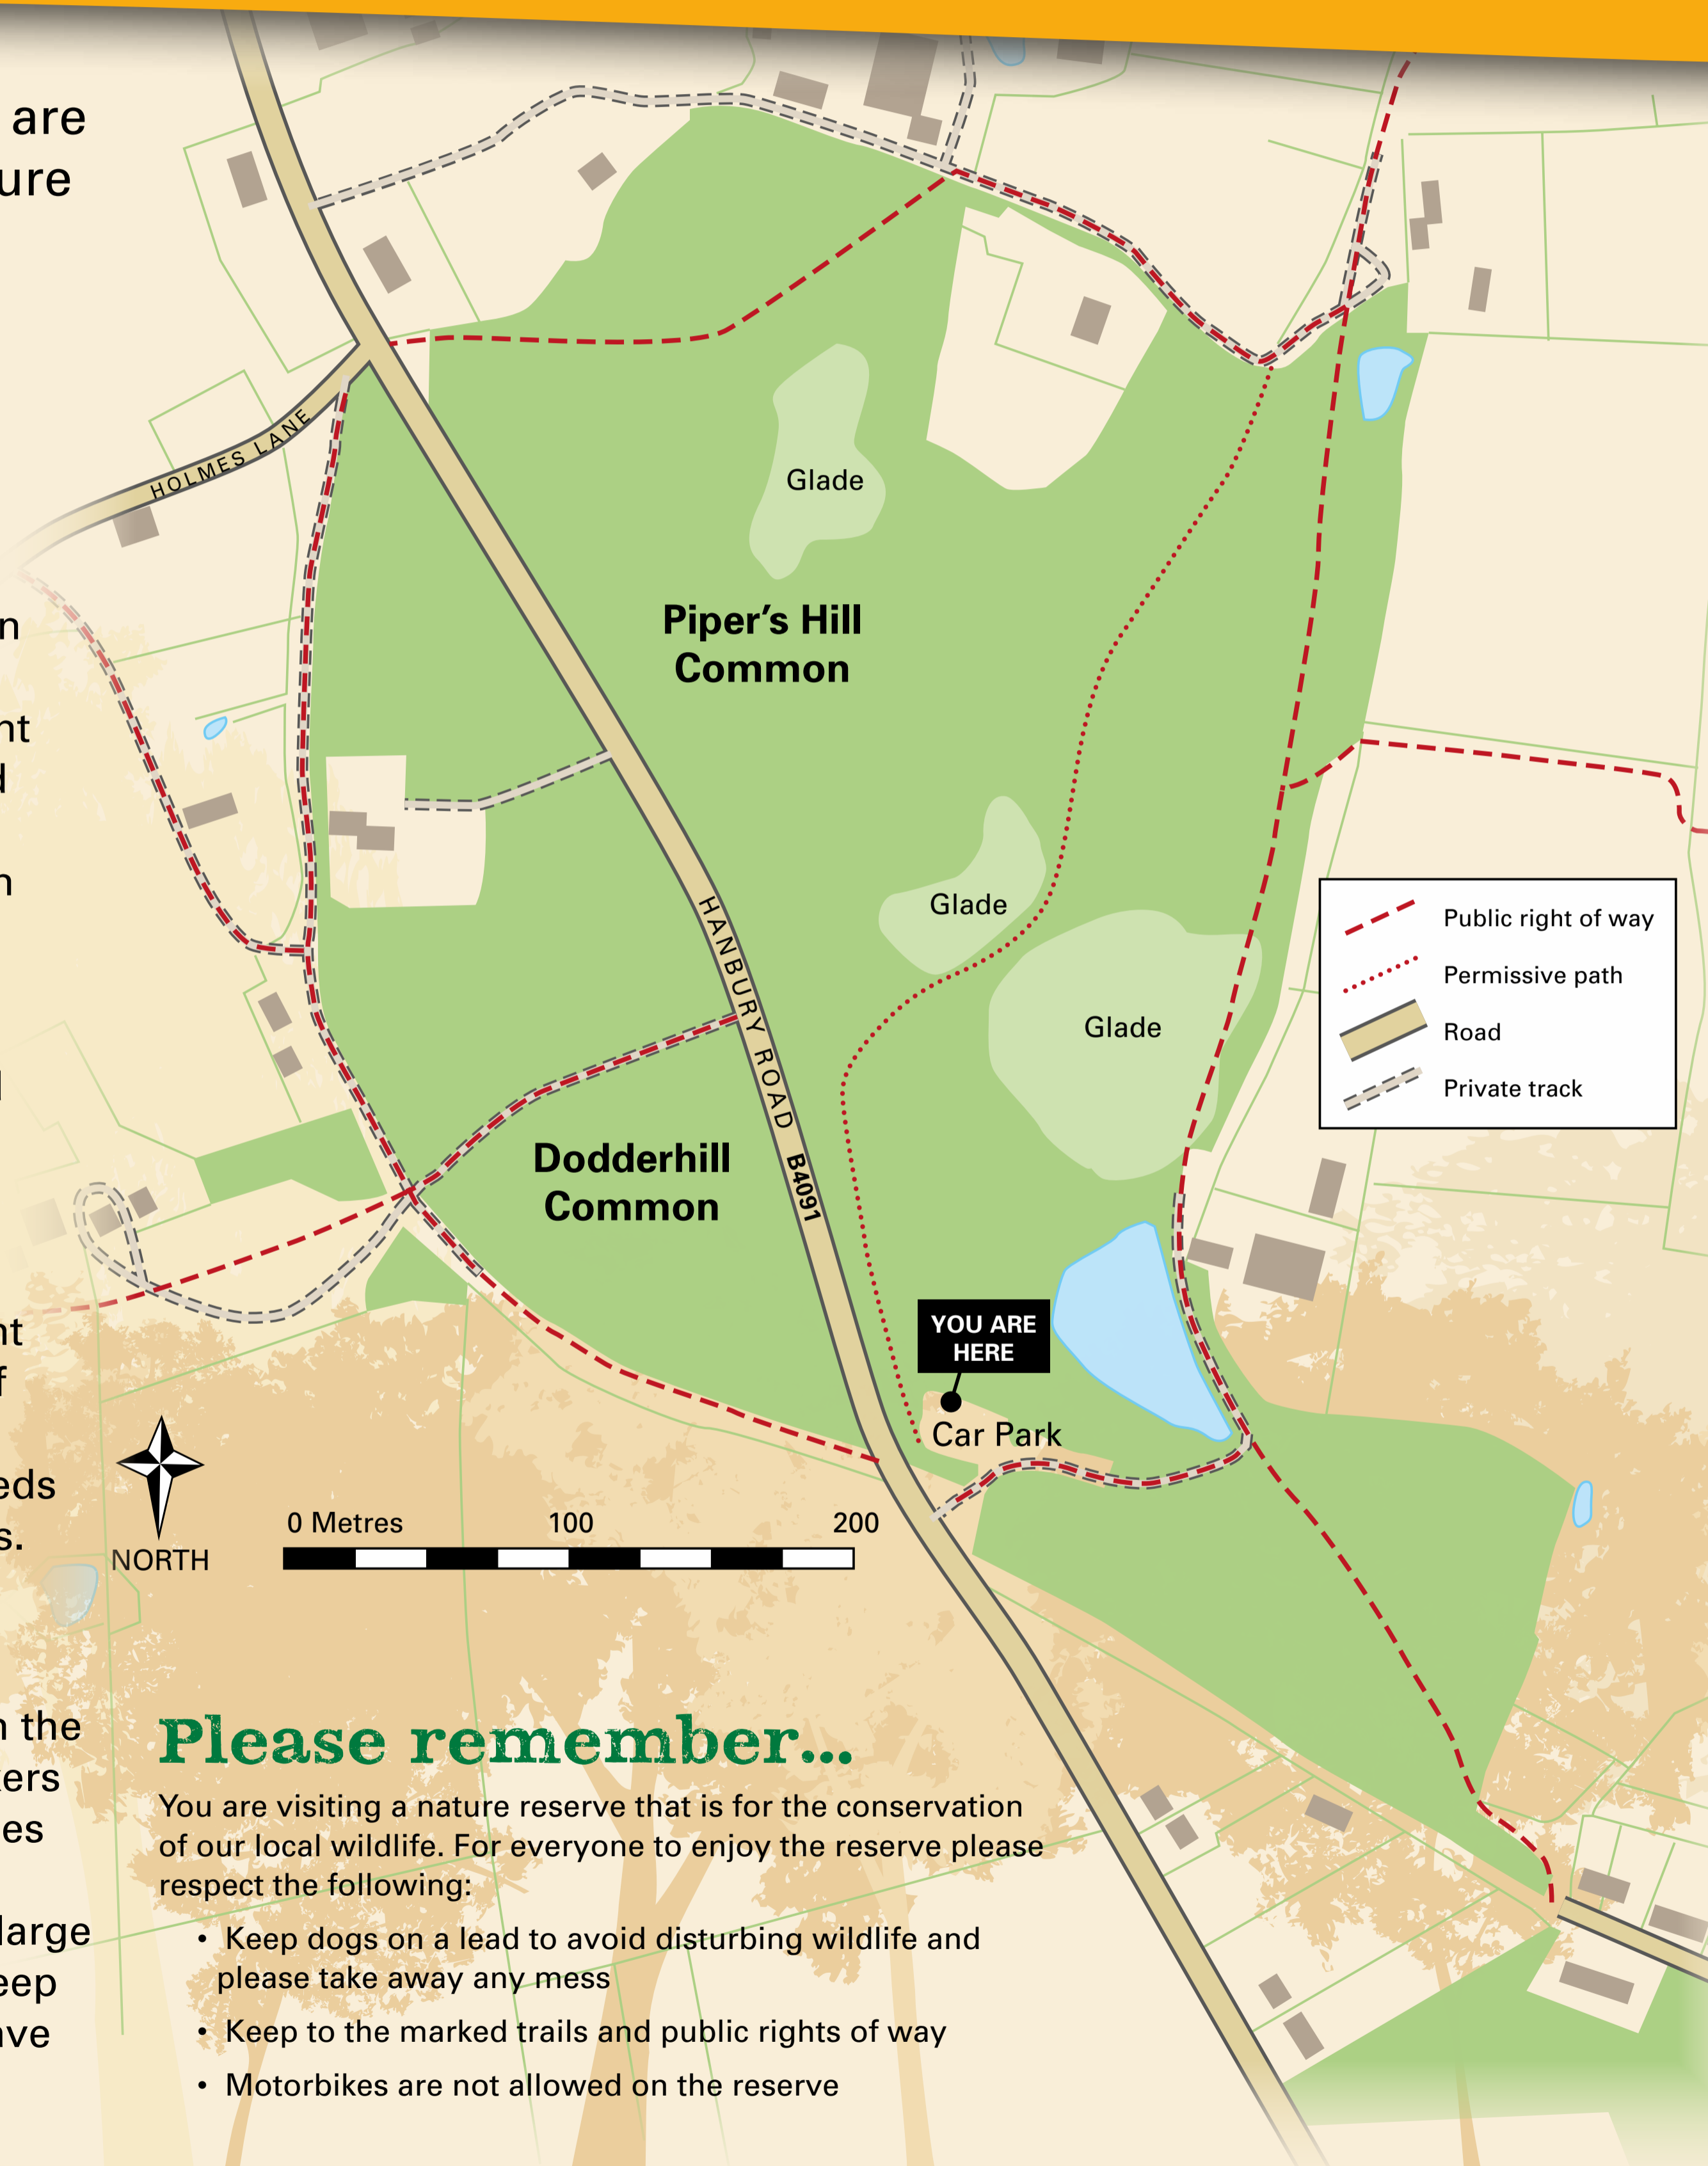 are
ure
n
nt
d
n
nt
f
eds
s.
n the
kers
es
large
eep
ave
HOLMES LANE
Glade
Piper's Hill
Common
Glade
Glade
HANBURY ROAD B4091
Dodderhill
Common
Public right of way
Permissive path
Road
Private track
YOU ARE
HERE
Car Park
NORTH
0 Metres 100 200
Please remember...
You are visiting a nature reserve that is for the conservation
of our local wildlife. For everyone to enjoy the reserve please
respect the following:
• Keep dogs on a lead to avoid disturbing wildlife and
please take away any mess
• Keep to the marked trails and public rights of way
• Motorbikes are not allowed on the reserve